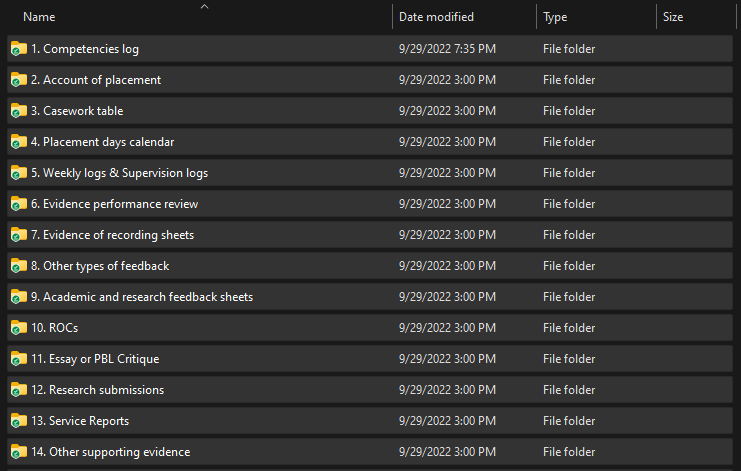 Name Date modified Type Size
1. Competencies log 9/29/2022 7:35 PM File folder
2. Account of placement 9/29/2022 3:00 PM File folder
3. Casework table 9/29/2022 3:00 PM File folder
4. Placement days calendar 9/29/2022 3:00 PM File folder
5. Weekly logs & Supervision logs 9/29/2022 3:00 PM File folder
6. Evidence performance review 9/29/2022 3:00 PM File folder
7. Evidence of recording sheets 9/29/2022 3:00 PM File folder
8. Other types of feedback 9/29/2022 3:00 PM File folder
9. Academic and research feedback sheets 9/29/2022 3:00 PM File folder
10. ROCs 9/29/2022 3:00 PM File folder
11. Essay or PBL Critique 9/29/2022 3:00 PM File folder
12. Research submissions 9/29/2022 3:00 PM File folder
13. Service Reports 9/29/2022 3:00 PM File folder
14. Other supporting evidence 9/29/2022 3:00 PM File folder